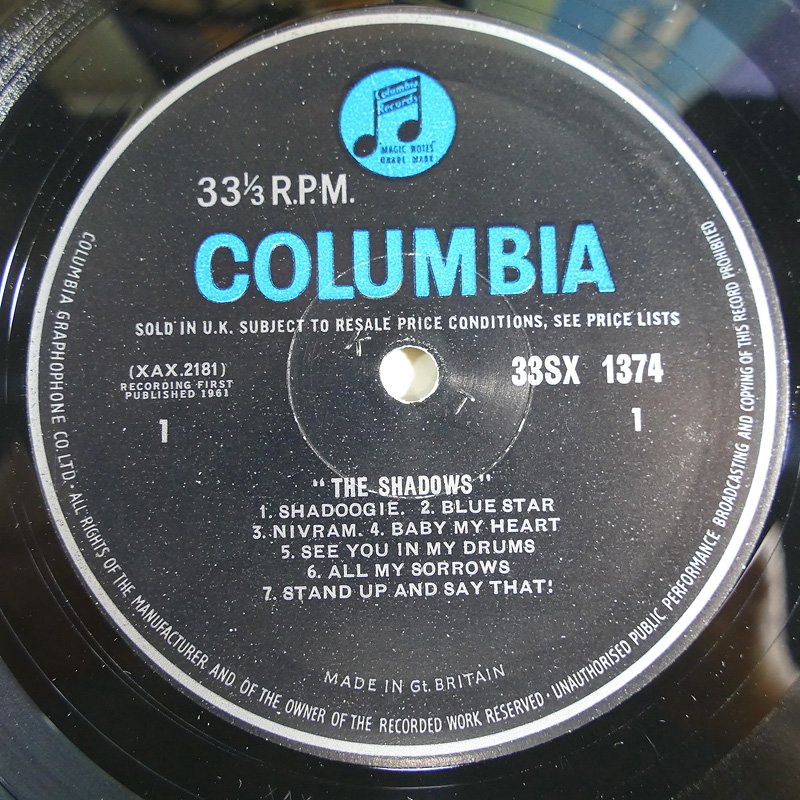 Columbia
Records
"MAGIC NOTES"
TRADE MARK
33⅓ R.P.M.
COLUMBIA
SOLD IN U.K. SUBJECT TO RESALE PRICE CONDITIONS, SEE PRICE LISTS
(XAX.2181)
RECORDING FIRST
PUBLISHED 1961
1
33SX 1374
1
"THE SHADOWS"
1. SHADOOGIE. 2. BLUE STAR
3. NIVRAM. 4. BABY MY HEART
5. SEE YOU IN MY DRUMS
6. ALL MY SORROWS
7. STAND UP AND SAY THAT!
MADE IN Gt. BRITAIN
COLUMBIA GRAPHOPHONE CO. LTD. · ALL RIGHTS OF THE MANUFACTURER AND OF THE OWNER OF THE RECORDED WORK RESERVED · UNAUTHORISED PUBLIC PERFORMANCE BROADCASTING AND COPYING OF THIS RECORD PROHIBITED